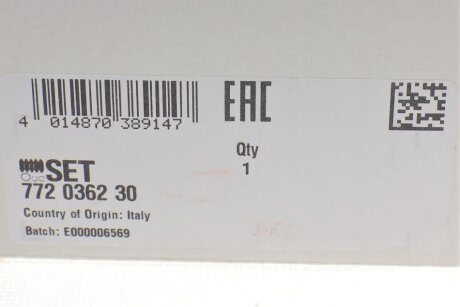 4 014870 389147
EAC
Qty
1
SET
772 0362 30
Country of Origin: Italy
Batch: E000006569